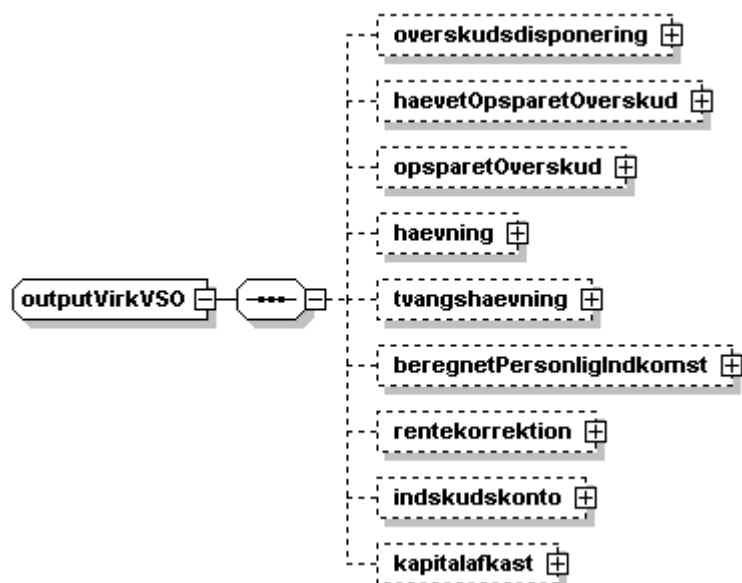 overskudsdisponering
haevetOpsparetOverskud
opsparetOverskud
haevning
outputVirkVSO
tvangshaevning
beregnetPersonligIndkomst
rentekorrektion
indskudskonto
kapitalafkast